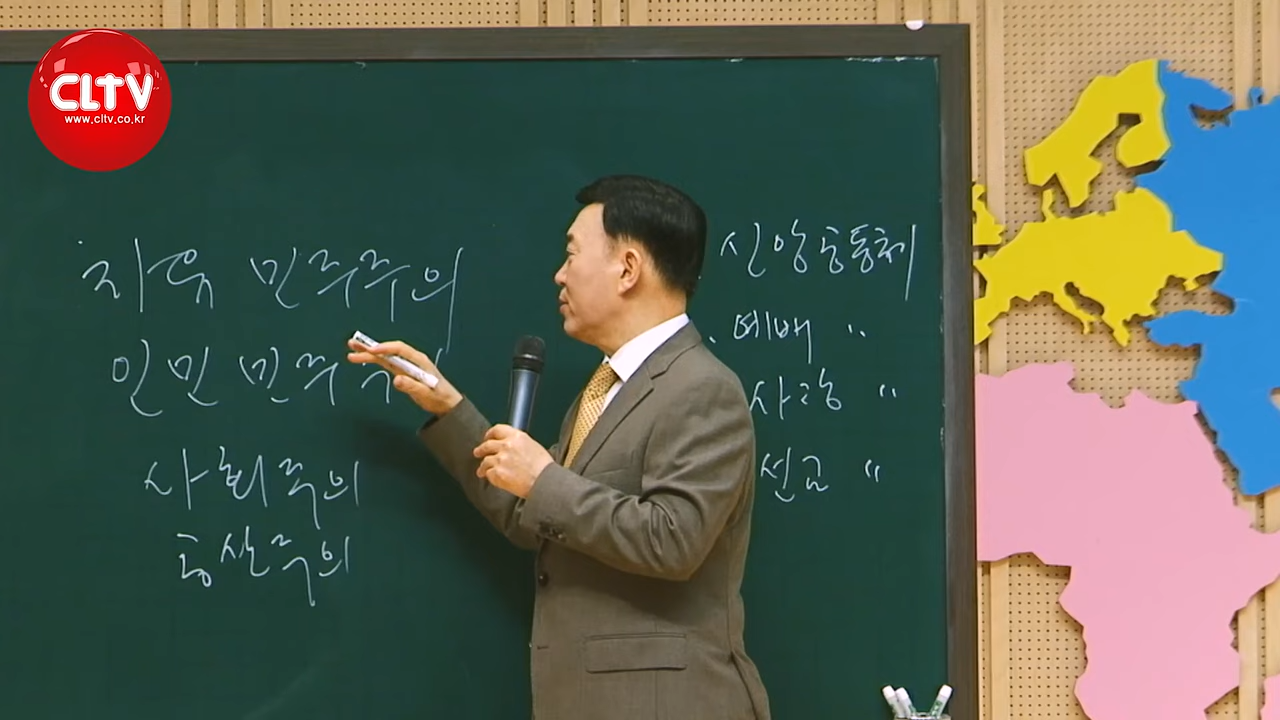 CLTV
www.cltv.co.kr
자유 민주주의
인민 민주주
사회주의
공산주의
신앙공동체
예배 〃
사랑 〃
선교 〃